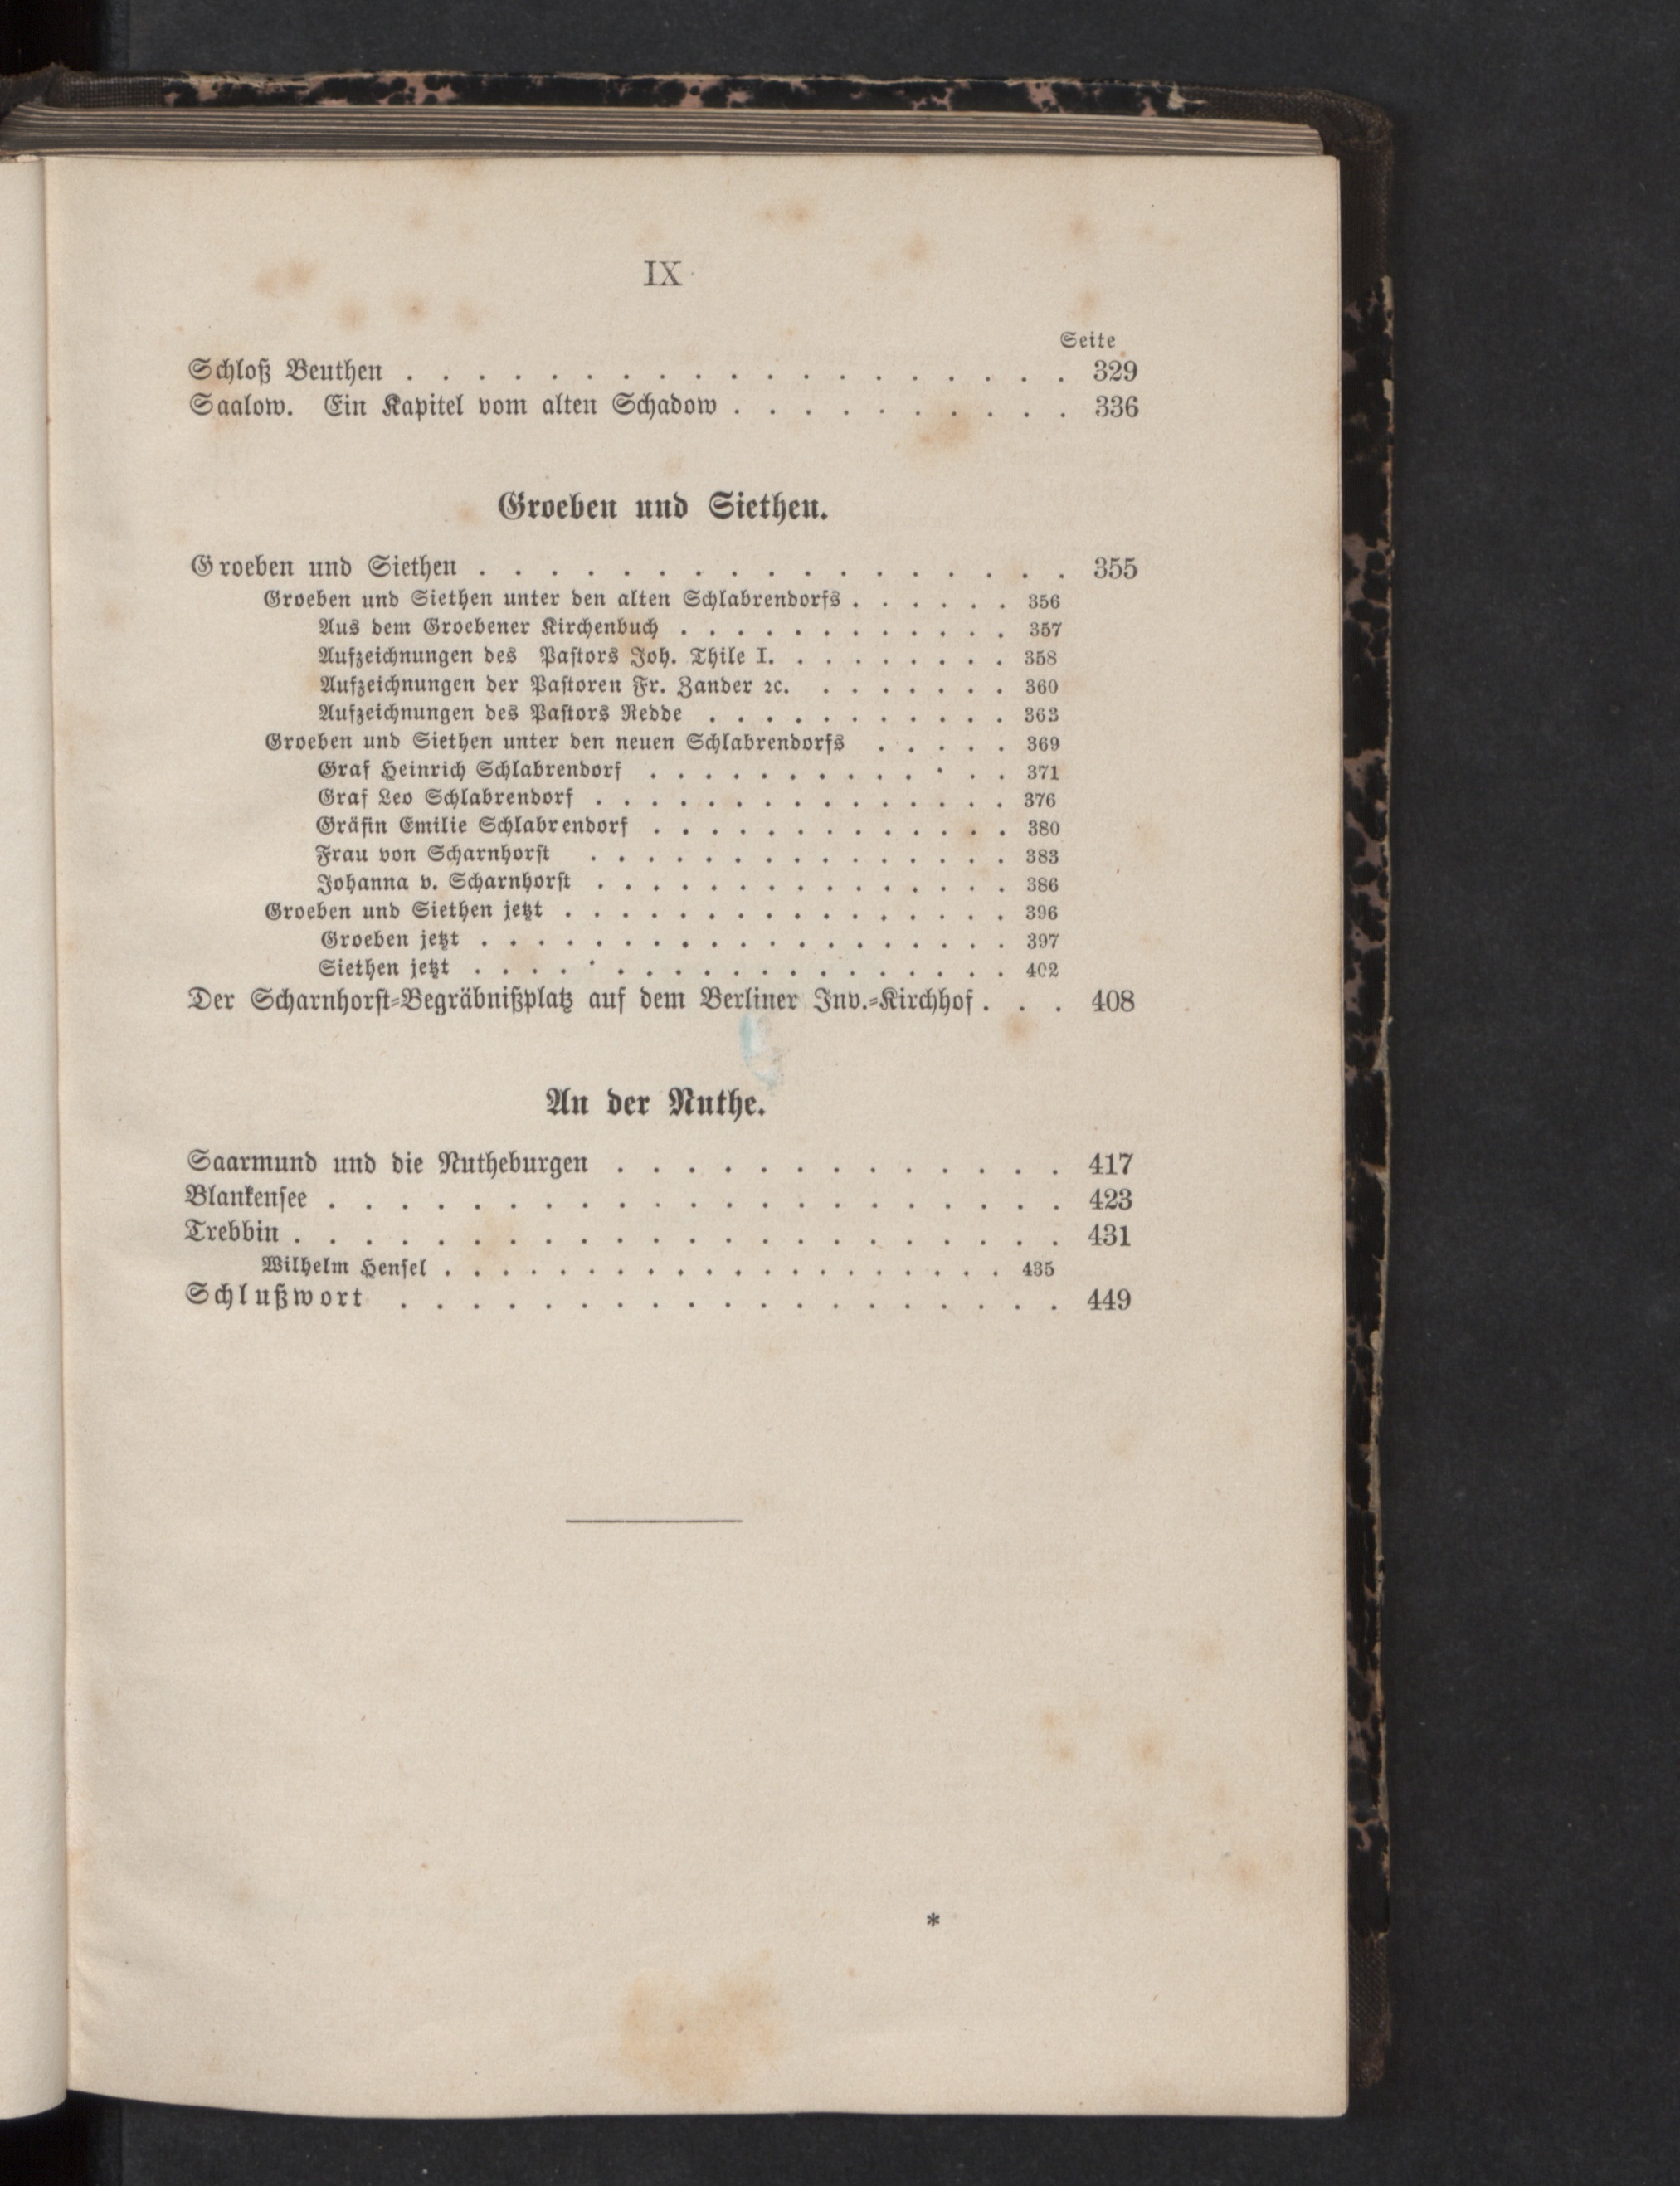 IX
Seite
Schloß Beuthen . . . . . . . . . . . . . . . . . . . 329
Saalow. Ein Kapitel vom alten Schadow . . . . . . . . . . 336
Groeben und Siethen.
Groeben und Siethen . . . . . . . . . . . . . . . . . 355
Groeben und Siethen unter den alten Schlabrendorfs . . . . . . 356
Aus dem Groebener Kirchenbuch . . . . . . . . . . . . 357
Aufzeichnungen des Pastors Joh. Thile I. . . . . . . . . 358
Aufzeichnungen der Pastoren Fr. Zander ꝛc. . . . . . . . 360
Aufzeichnungen des Pastors Redde . . . . . . . . . . . 363
Groeben und Siethen unter den neuen Schlabrendorfs . . . . . 369
Graf Heinrich Schlabrendorf . . . . . . . . . . . . . 371
Graf Leo Schlabrendorf . . . . . . . . . . . . . . . 376
Gräfin Emilie Schlabrendorf . . . . . . . . . . . . . 380
Frau von Scharnhorst . . . . . . . . . . . . . . . 383
Johanna v. Scharnhorst . . . . . . . . . . . . . . . 386
Groeben und Siethen jetzt . . . . . . . . . . . . . . . . 396
Groeben jetzt . . . . . . . . . . . . . . . . . . . 397
Siethen jetzt . . . . . . . . . . . . . . . . . . . 402
Der Scharnhorst-Begräbnißplatz auf dem Berliner Inv.-Kirchhof . . . 408
An der Nuthe.
Saarmund und die Nutheburgen . . . . . . . . . . . . . 417
Blankensee . . . . . . . . . . . . . . . . . . . . . 423
Trebbin . . . . . . . . . . . . . . . . . . . . . . 431
Wilhelm Hensel . . . . . . . . . . . . . . . . . . . . 435
Schlußwort . . . . . . . . . . . . . . . . . . . 449
*